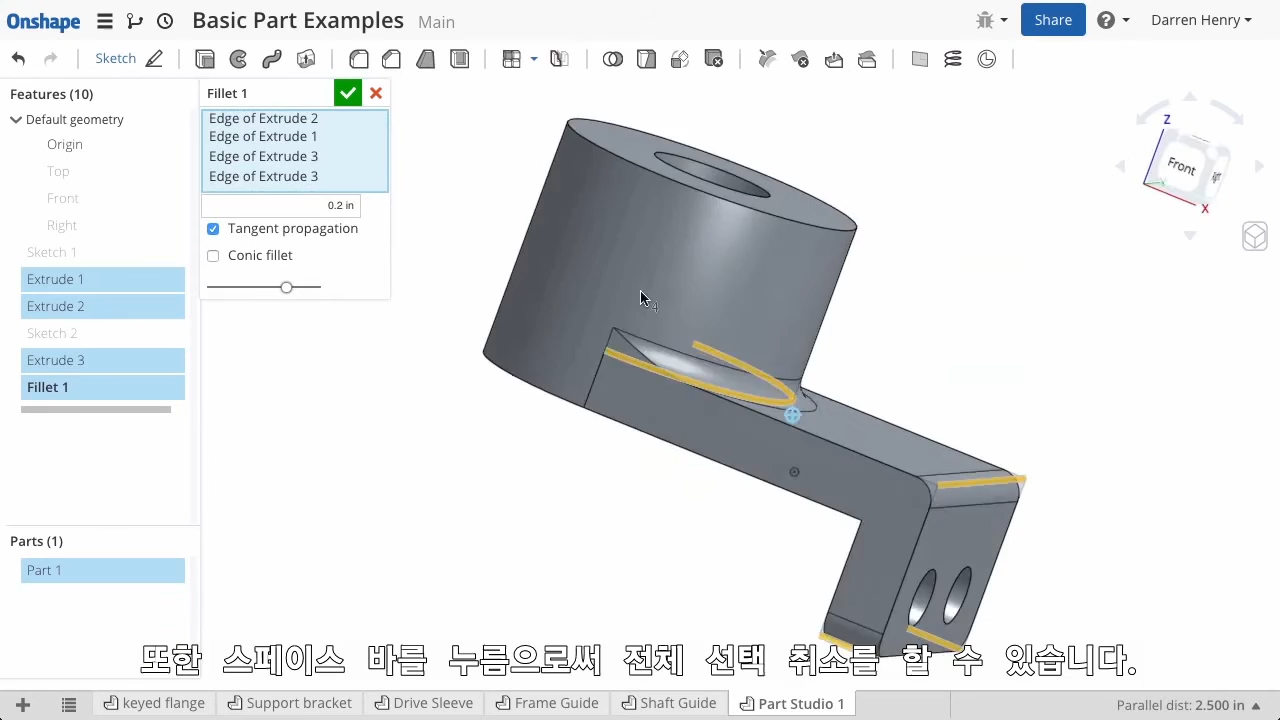 Onshape
Basic Part Examples Main
Share
Darren Henry
Sketch
Features (10)
Default geometry
Origin
Top
Front
Right
Sketch 1
Extrude 1
Extrude 2
Sketch 2
Extrude 3
Fillet 1
Parts (1)
Part 1
Fillet 1
Edge of Extrude 2
Edge of Extrude 1
Edge of Extrude 3
Edge of Extrude 3
0.2 in
Tangent propagation
Conic fillet
Z
Front
X
4
또한 스페이스 바를 누름으로써 전체 선택 취소를 할 수 있습니다.
keyed flange
Support bracket
Drive Sleeve
Frame Guide
Shaft Guide
Part Studio 1
Parallel dist: 2.500 in